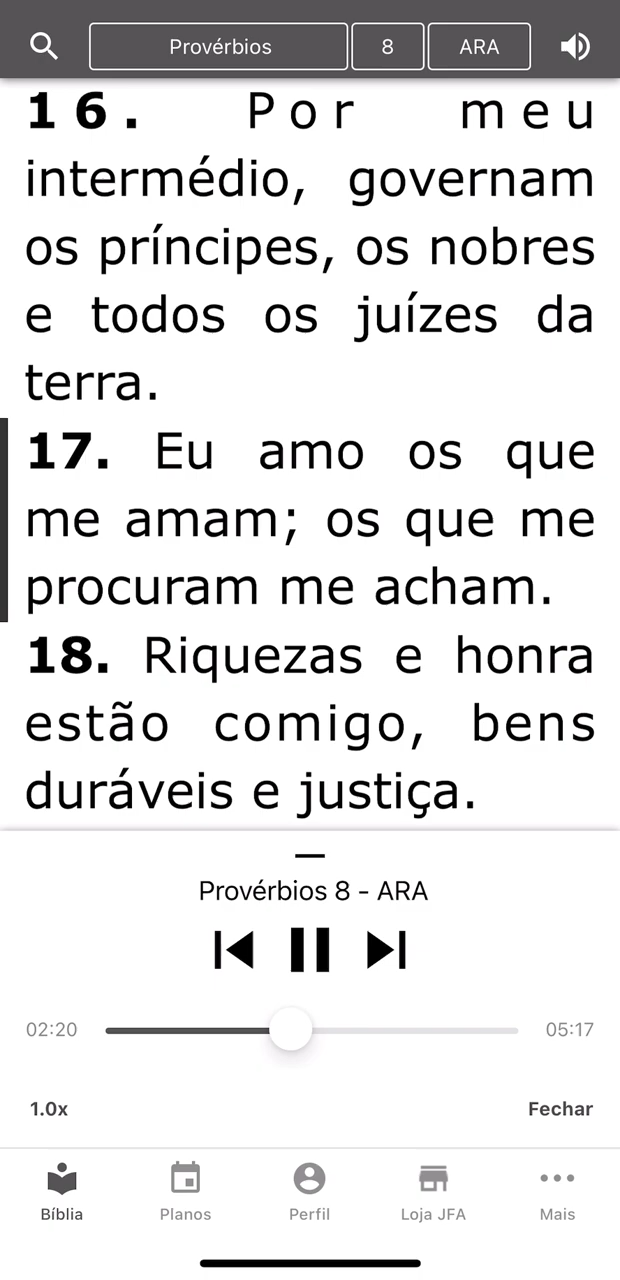 Provérbios 8 ARA
16. Por meu
intermédio, governam
os príncipes, os nobres
e todos os juízes da
terra.
17. Eu amo os que
me amam; os que me
procuram me acham.
18. Riquezas e honra
estão comigo, bens
duráveis e justiça.
Provérbios 8 - ARA
02:20 05:17
1.0x Fechar
Bíblia Planos Perfil Loja JFA Mais